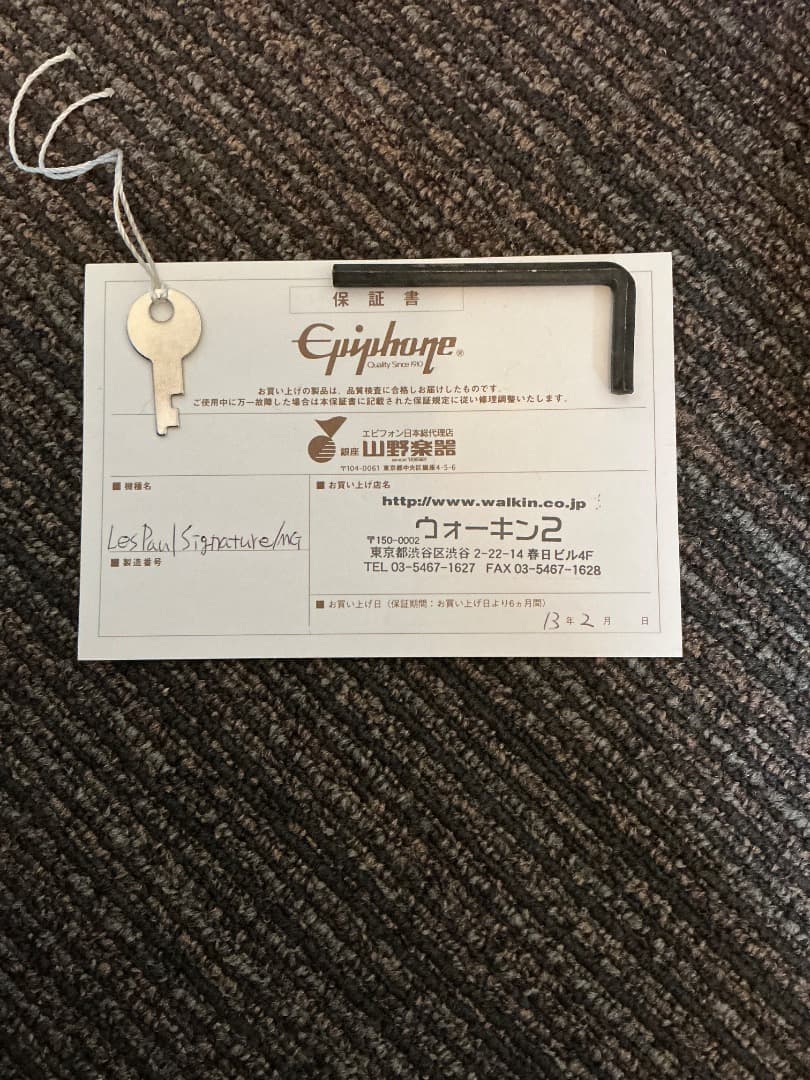 保証書
Epiphone®
Quality Since 1910
お買い上げの製品は、品質検査に合格しお届けしたものです。
ご使用中に万一故障した場合は本保証書に記載された保証規定に従い修理調整いたします。
エピフォン日本総代理店
銀座 山野楽器
〒104-0061 東京都中央区銀座4-5-6
■機種名
Les Paul Signature/MG
■製造番号
■お買い上げ店名
http://www.walkin.co.jp
ウォーキン2
〒150-0002
東京都渋谷区渋谷 2-22-14 春日ビル4F
TEL 03-5467-1627 FAX 03-5467-1628
■お買い上げ日（保証期間：お買い上げ日より6ヵ月間）
13年2月 日